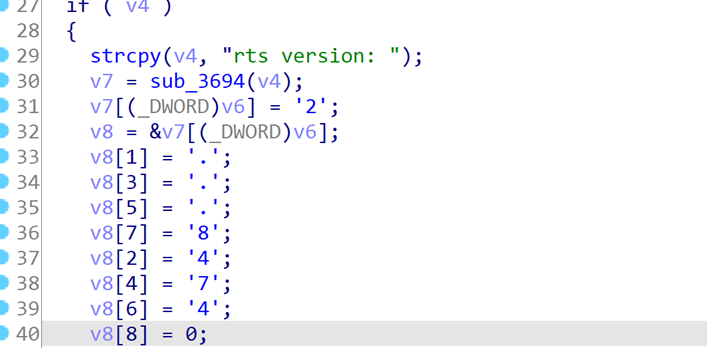 27 if ( v4 )
28 {
29 strcpy(v4, "rts version: ");
30 v7 = sub_3694(v4);
31 v7[(_DWORD)v6] = '2';
32 v8 = &v7[(_DWORD)v6];
33 v8[1] = '.';
34 v8[3] = '.';
35 v8[5] = '.';
36 v8[7] = '8';
37 v8[2] = '4';
38 v8[4] = '7';
39 v8[6] = '4';
40 v8[8] = 0;